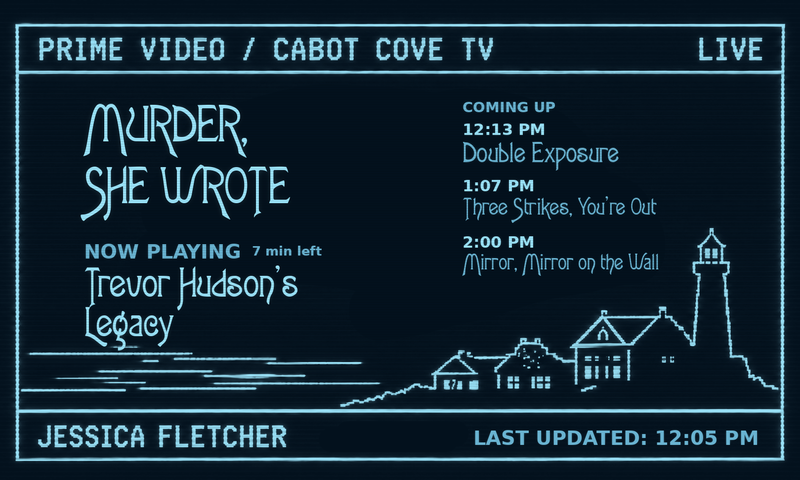 PRIME VIDEO / CABOT COVE TV
LIVE
MURDER,
SHE WROTE
NOW PLAYING 7 min left
Trevor Hudson's
Legacy
COMING UP
12:13 PM
Double Exposure
1:07 PM
Three Strikes, You're Out
2:00 PM
Mirror, Mirror on the Wall
JESSICA FLETCHER
LAST UPDATED: 12:05 PM